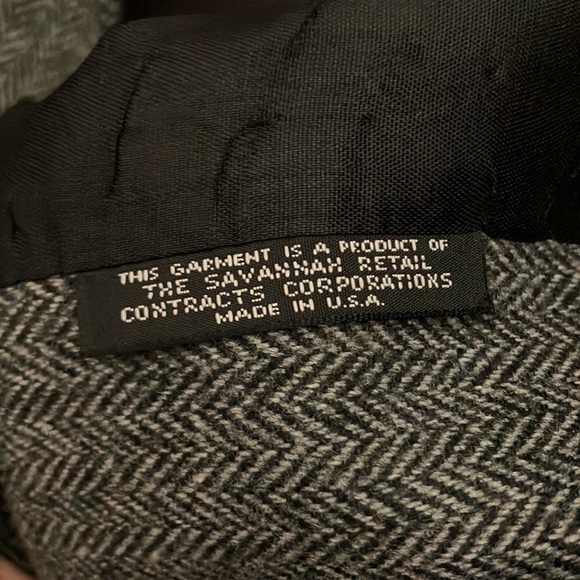 THIS GARMENT IS A PRODUCT OF
THE SAVANNAH RETAIL
CONTRACTS CORPORATIONS
MADE IN U.S.A.